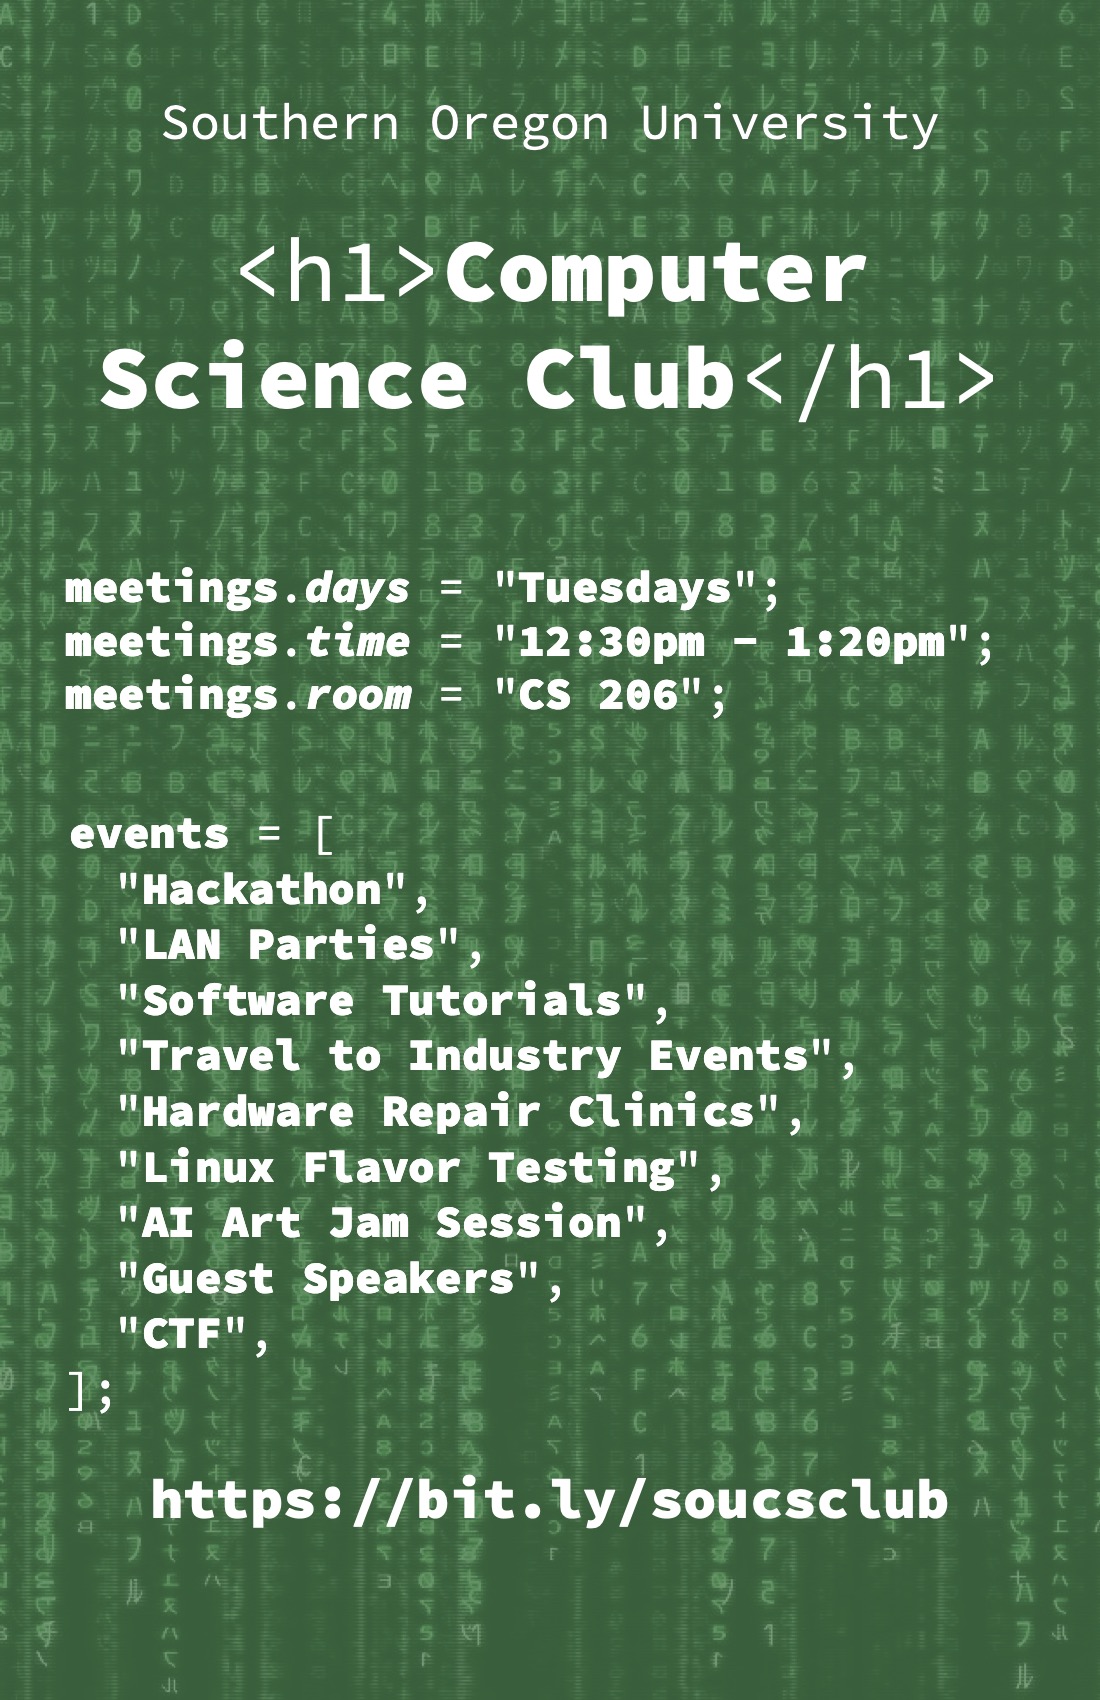 Southern Oregon University
<h1>Computer
Science Club</h1>
meetings.days = "Tuesdays";
meetings.time = "12:30pm - 1:20pm";
meetings.room = "CS 206";
events = [
"Hackathon",
"LAN Parties",
"Software Tutorials",
"Travel to Industry Events",
"Hardware Repair Clinics",
"Linux Flavor Testing",
"AI Art Jam Session",
"Guest Speakers",
"CTF",
];
https://bit.ly/soucsclub